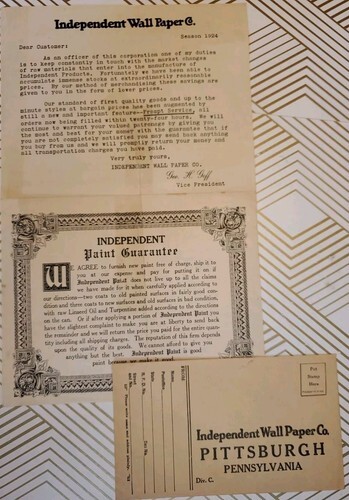 Independent Wall Paper Co.
Season 1924
Dear Customer:
As an officer of this corporation one of my duties
is to keep constantly in touch with the market changes
of raw materials that enter into the manufacture of
Independent Products. Fortunately we have been able to
accumulate immense stocks at extraordinarily reasonable
prices. By our method of merchandising these savings are
given to you in the form of lower prices.
Our standard of first quality goods and up to the
minute styles at bargain prices has been augmented by
still a new and important feature--Prompt Service, all
orders now being filled within twenty-four hours. We will
continue to warrant your valued patronage by giving you
the most and best for your money with the guarantee that if
you are not completely satisfied you may send back anything
you buy from us and we will promptly return your money and
all transportation charges you have paid.
Very truly yours,
INDEPENDENT WALL PAPER CO.
Geo. H. Goff
Vice President
INDEPENDENT
Paint Guarantee
WE AGREE to furnish new paint free of charge, ship it to
you at our expense and pay for putting it on if
Independent Paint does not live up to all the claims
we have made for it when carefully applied according to
our directions—two coats to old painted surfaces in fairly good con-
dition and three coats to new surfaces and old surfaces in bad condition,
with raw Linseed Oil and Turpentine added according to the directions
on the can. Or if after applying a portion of Independent Paint you
have the slightest complaint to make you are at liberty to send back
the remainder and we will return the price you paid for the entire quan-
tity including all shipping charges. The reputation of this firm depends
upon the quality of its goods. We cannot afford to give you
anything but the best. Independent Paint is good
paint because we make it good.
Name
Postoffice
R. F. D. No.
Box No.
State
Put
Stamp
Here
Independent Wall Paper Co.
PITTSBURGH
PENNSYLVANIA
Div. C.